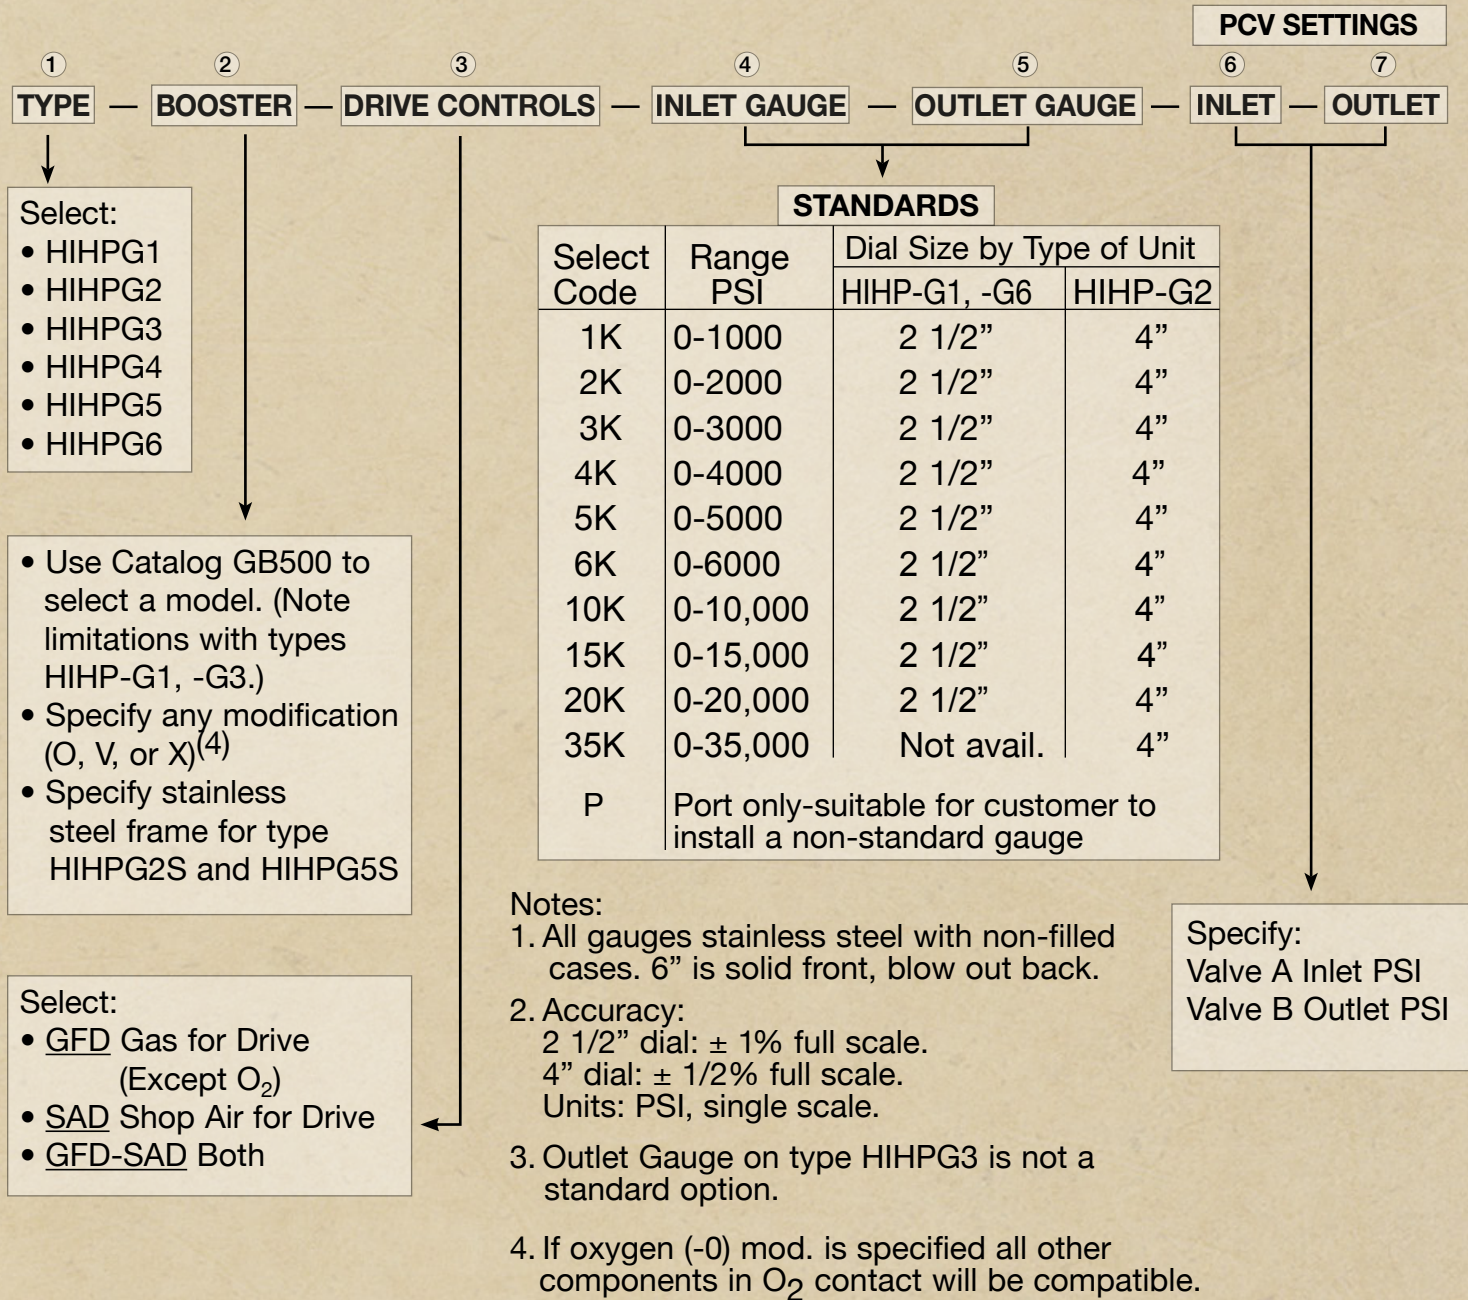 PCV SETTINGS
① ② ③ ④ ⑤ ⑥ ⑦
TYPE — BOOSTER — DRIVE CONTROLS — INLET GAUGE — OUTLET GAUGE — INLET — OUTLET
Select:
• HIHPG1
• HIHPG2
• HIHPG3
• HIHPG4
• HIHPG5
• HIHPG6
• Use Catalog GB500 to
select a model. (Note
limitations with types
HIHP-G1, -G3.)
• Specify any modification
(O, V, or X)(4)
• Specify stainless
steel frame for type
HIHPG2S and HIHPG5S
Select:
• GFD Gas for Drive
(Except O₂)
• SAD Shop Air for Drive
• GFD-SAD Both
STANDARDS
Select Code Range PSI Dial Size by Type of Unit
HIHP-G1, -G6 HIHP-G2
1K 0-1000 2 1/2” 4”
2K 0-2000 2 1/2” 4”
3K 0-3000 2 1/2” 4”
4K 0-4000 2 1/2” 4”
5K 0-5000 2 1/2” 4”
6K 0-6000 2 1/2” 4”
10K 0-10,000 2 1/2” 4”
15K 0-15,000 2 1/2” 4”
20K 0-20,000 2 1/2” 4”
35K 0-35,000 Not avail. 4”
P Port only-suitable for customer to
install a non-standard gauge
Notes:
1. All gauges stainless steel with non-filled
cases. 6” is solid front, blow out back.
2. Accuracy:
2 1/2” dial: ± 1% full scale.
4” dial: ± 1/2% full scale.
Units: PSI, single scale.
3. Outlet Gauge on type HIHPG3 is not a
standard option.
4. If oxygen (-0) mod. is specified all other
components in O₂ contact will be compatible.
Specify:
Valve A Inlet PSI
Valve B Outlet PSI